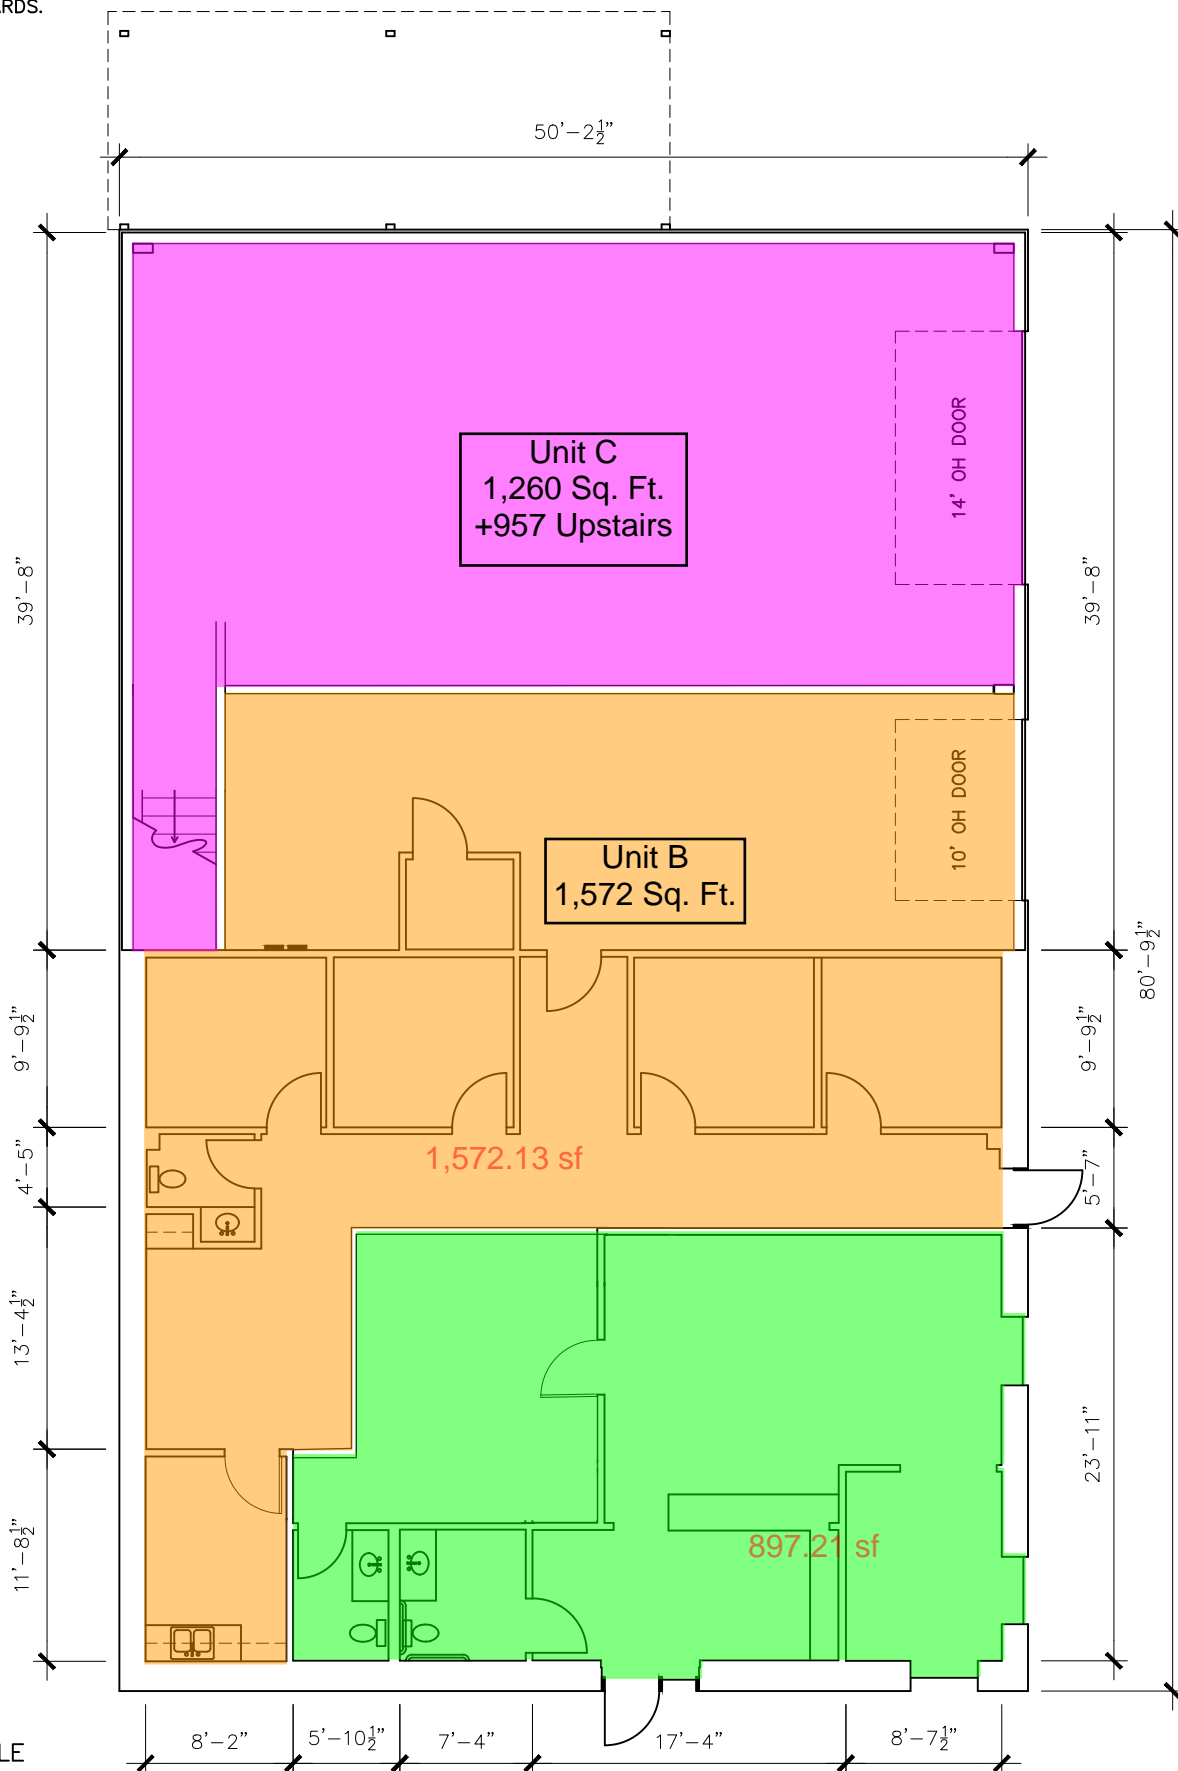 ARDS.
50'-2½"
Unit C
1,260 Sq. Ft.
+957 Upstairs
14' OH DOOR
39'-8"
39'-8"
10' OH DOOR
Unit B
1,572 Sq. Ft.
80'-9½"
9'-9½"
9'-9½"
1,572.13 sf
4'-5"
5'-7"
13'-4½"
23'-11"
11'-8½"
897.21 sf
8'-2"
5'-10½"
7'-4"
17'-4"
8'-7½"
LE